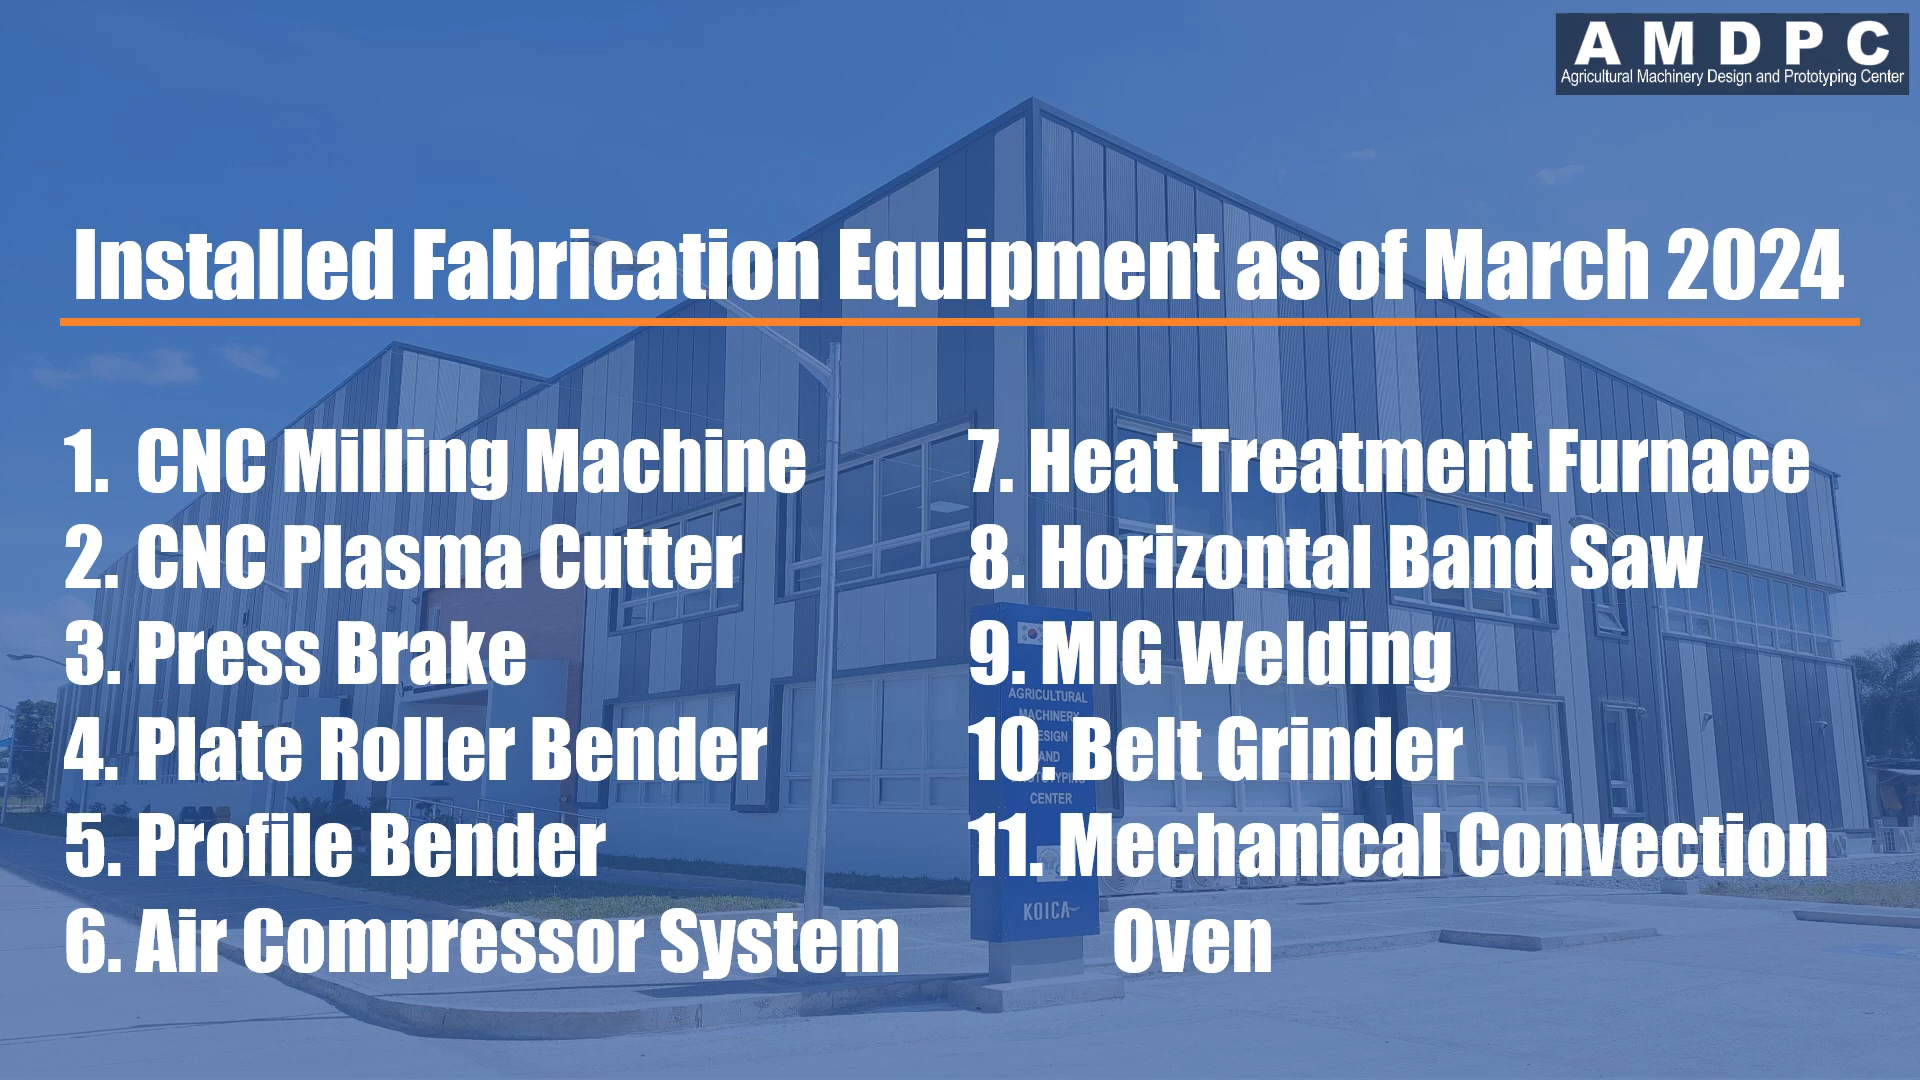 A M D P C
Agricultural Machinery Design and Prototyping Center
Installed Fabrication Equipment as of March 2024
1. CNC Milling Machine
2. CNC Plasma Cutter
3. Press Brake
4. Plate Roller Bender
5. Profile Bender
6. Air Compressor System
7. Heat Treatment Furnace
8. Horizontal Band Saw
9. MIG Welding
10. Belt Grinder
11. Mechanical Convection
Oven
AGRICULTURAL
MACHINERY
DESIGN
AND
PROTOTYPING
CENTER
KOICA